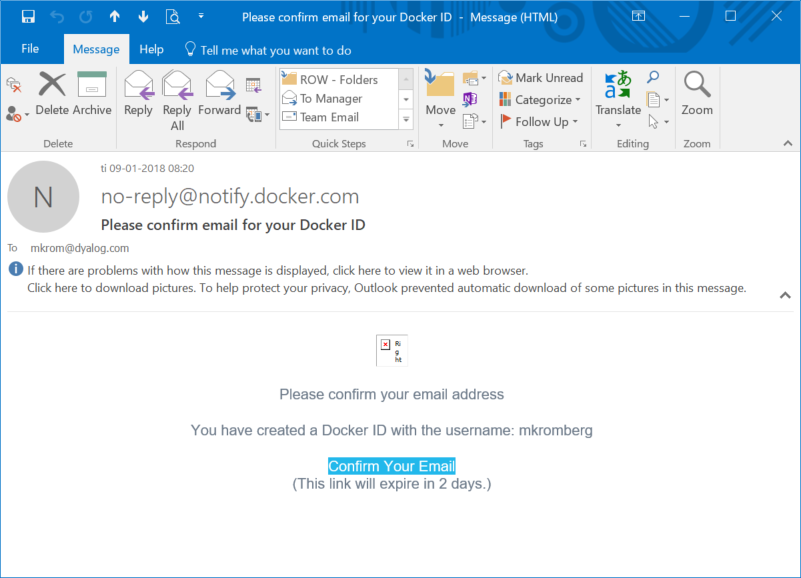 Please confirm email for your Docker ID - Message (HTML)
File Message Help Tell me what you want to do
Delete Archive
Delete
Reply Reply All Forward
Respond
ROW - Folders
To Manager
Team Email
Quick Steps
Move
Move
Mark Unread
Categorize
Follow Up
Tags
Translate
Editing
Zoom
Zoom
N
ti 09-01-2018 08:20
no-reply@notify.docker.com
Please confirm email for your Docker ID
To mkrom@dyalog.com
If there are problems with how this message is displayed, click here to view it in a web browser.
Click here to download pictures. To help protect your privacy, Outlook prevented automatic download of some pictures in this message.
Ri
g
ht
Please confirm your email address
You have created a Docker ID with the username: mkromberg
Confirm Your Email
(This link will expire in 2 days.)